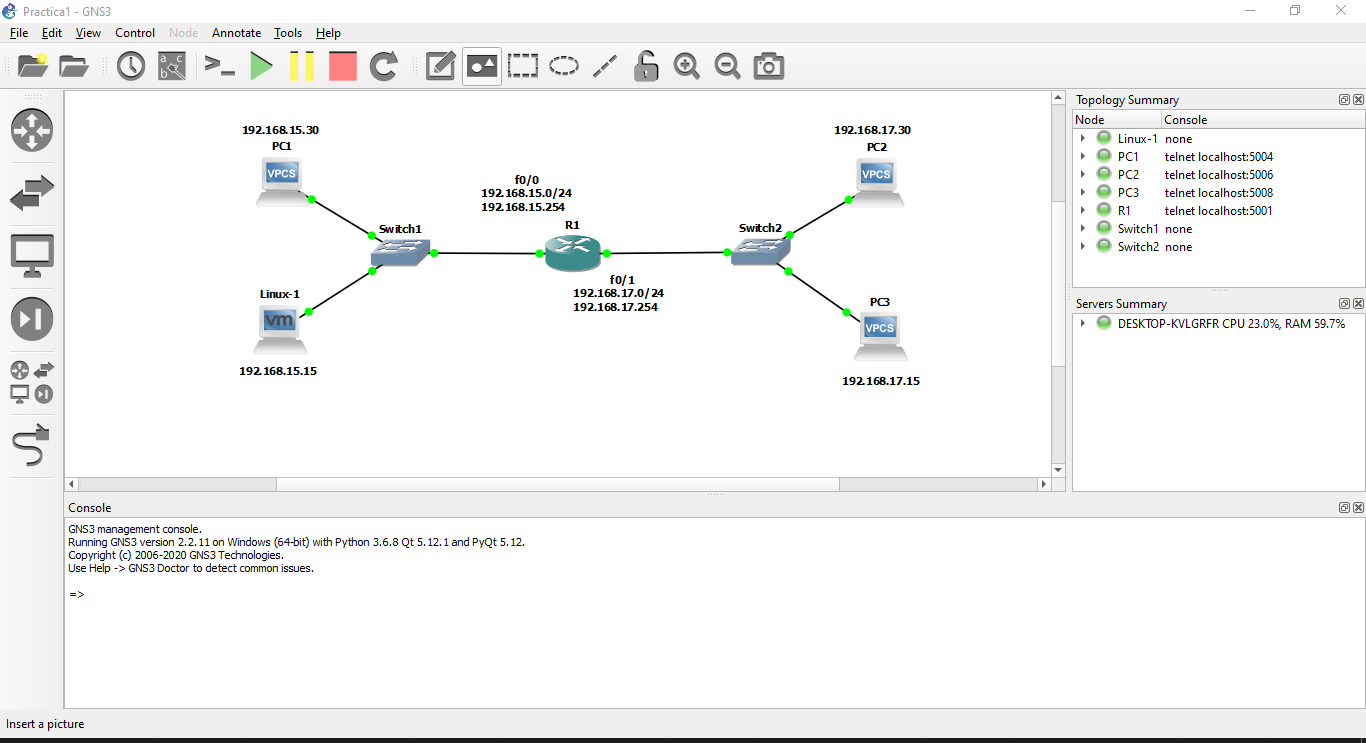 Practica1 - GNS3
File Edit View Control Node Annotate Tools Help
192.168.15.30
PC1
VPCS
192.168.17.30
PC2
VPCS
f0/0
192.168.15.0/24
192.168.15.254
R1
Switch1
Switch2
f0/1
192.168.17.0/24
192.168.17.254
Linux-1
vm
192.168.15.15
PC3
VPCS
192.168.17.15
Topology Summary
Node Console
Linux-1 none
PC1 telnet localhost:5004
PC2 telnet localhost:5006
PC3 telnet localhost:5008
R1 telnet localhost:5001
Switch1 none
Switch2 none
Servers Summary
DESKTOP-KVLGRFR CPU 23.0%, RAM 59.7%
Console
GNS3 management console.
Running GNS3 version 2.2.11 on Windows (64-bit) with Python 3.6.8 Qt 5.12.1 and PyQt 5.12.
Copyright (c) 2006-2020 GNS3 Technologies.
Use Help -> GNS3 Doctor to detect common issues.
=>
Insert a picture